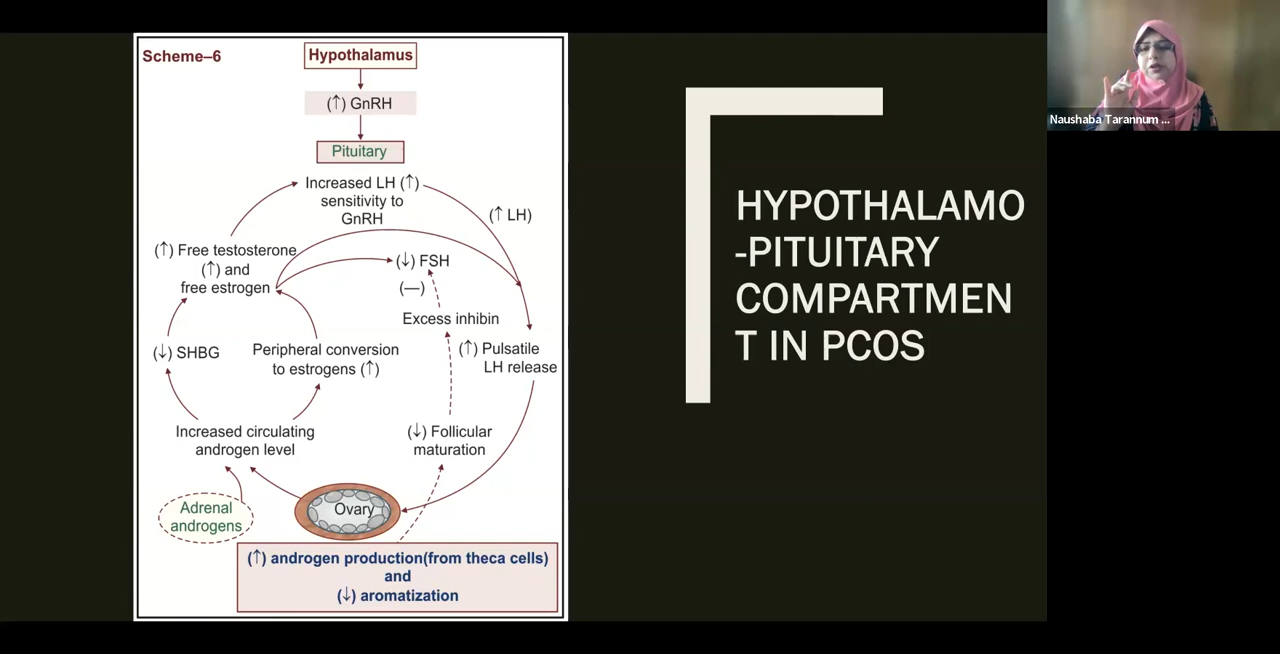 Scheme–6
Hypothalamus
(↑) GnRH
Pituitary
Increased LH (↑)
sensitivity to
GnRH
(↑ LH)
(↑) Free testosterone
(↑) and
free estrogen
(↓) FSH
(—)
Excess inhibin
(↓) SHBG
Peripheral conversion
to estrogens (↑)
(↑) Pulsatile
LH release
Increased circulating
androgen level
(↓) Follicular
maturation
Adrenal
androgens
Ovary
(↑) androgen production(from theca cells)
and
(↓) aromatization
HYPOTHALAMO
-PITUITARY
COMPARTMEN
T IN PCOS
Naushaba Tarannum ...